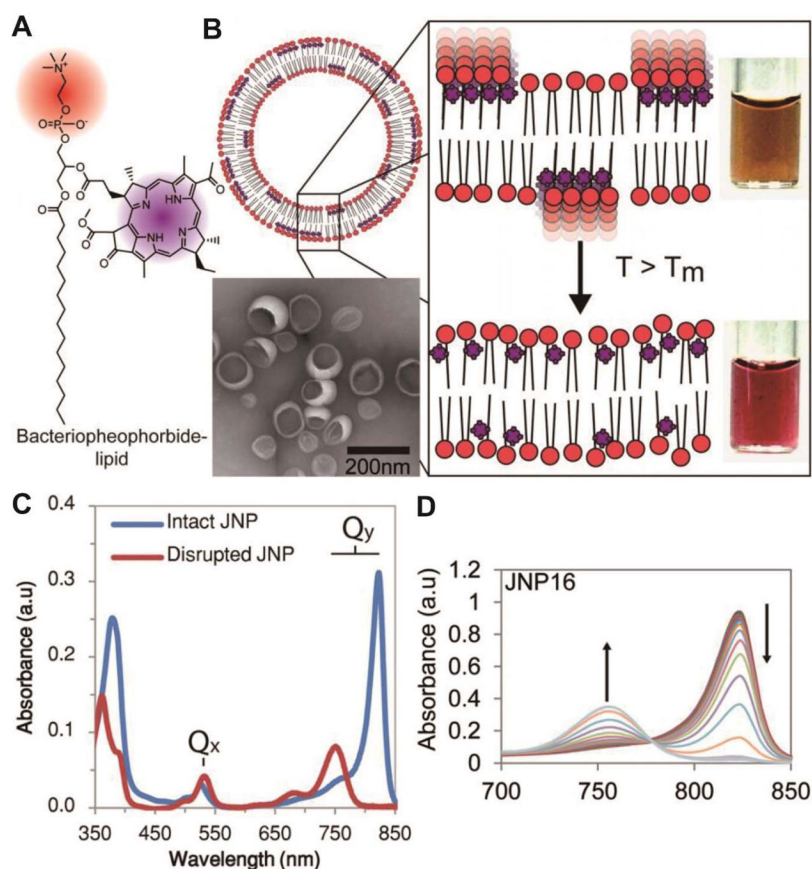 A
B
N⁺
O
O=P-O⁻
O
O
O
O
O
O
N
HN
NH
N
O
O
O
O
Bacteriopheophorbide-
lipid
200nm
T > Tm
C
0.4
0.3
0.2
0.1
0.0
Absorbance (a.u)
Intact JNP
Disrupted JNP
Qy
Qx
350 450 550 650 750 850
Wavelength (nm)
D
JNP16
1.2
1
0.8
0.6
0.4
0.2
0
Absorbance (a.u)
700 750 800 850